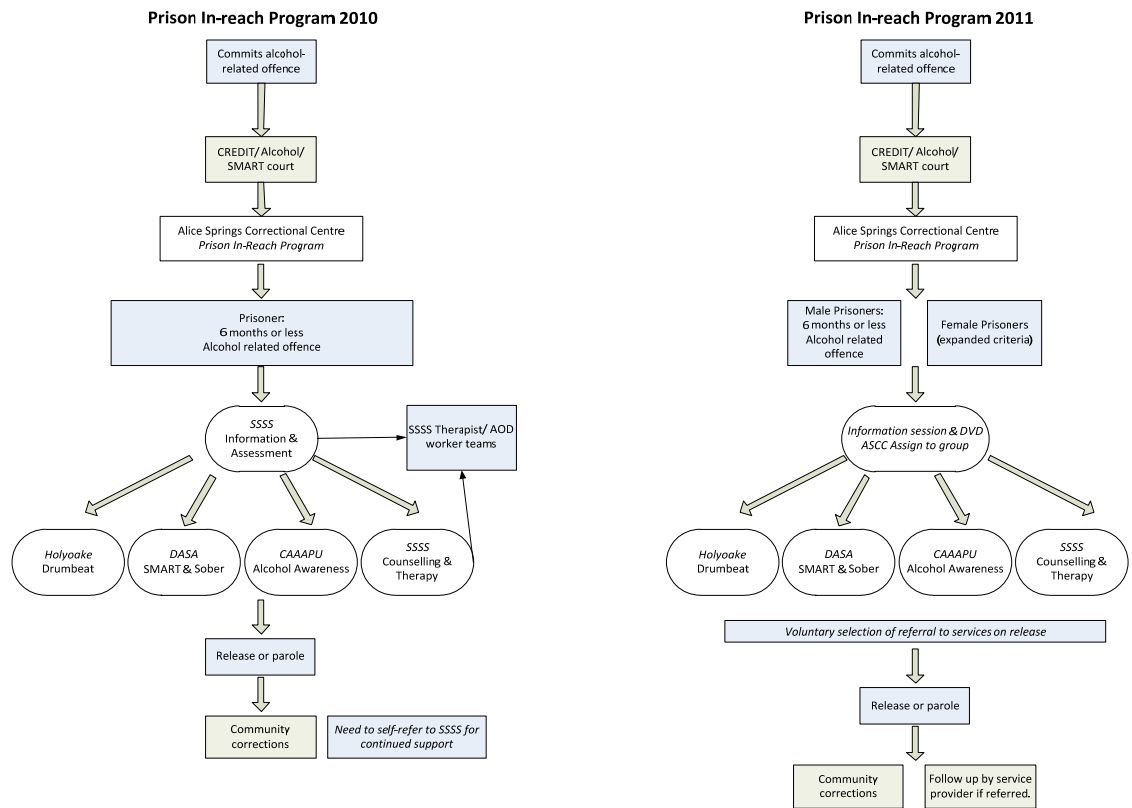 Prison In-reach Program 2010
Commits alcohol-
related offence
CREDIT/Alcohol/
SMART court
Alice Springs Correctional Centre
Prison In-Reach Program
Prisoner:
6 months or less
Alcohol related offence
SSSS
Information &
Assessment
SSSS Therapist/ AOD
worker teams
Holyoake
Drumbeat
DASA
SMART & Sober
CAAAPU
Alcohol Awareness
SSSS
Counselling &
Therapy
Release or parole
Community
corrections
Need to self-refer to SSSS for
continued support
Prison In-reach Program 2011
Commits alcohol-
related offence
CREDIT/Alcohol/
SMART court
Alice Springs Correctional Centre
Prison In-Reach Program
Male Prisoners:
6 months or less
Alcohol related
offence
Female Prisoners
(expanded criteria)
Information session & DVD
ASCC Assign to group
Holyoake
Drumbeat
DASA
SMART & Sober
CAAAPU
Alcohol Awareness
SSSS
Counselling &
Therapy
Voluntary selection of referral to services on release
Release or parole
Community
corrections
Follow up by service
provider if referred.